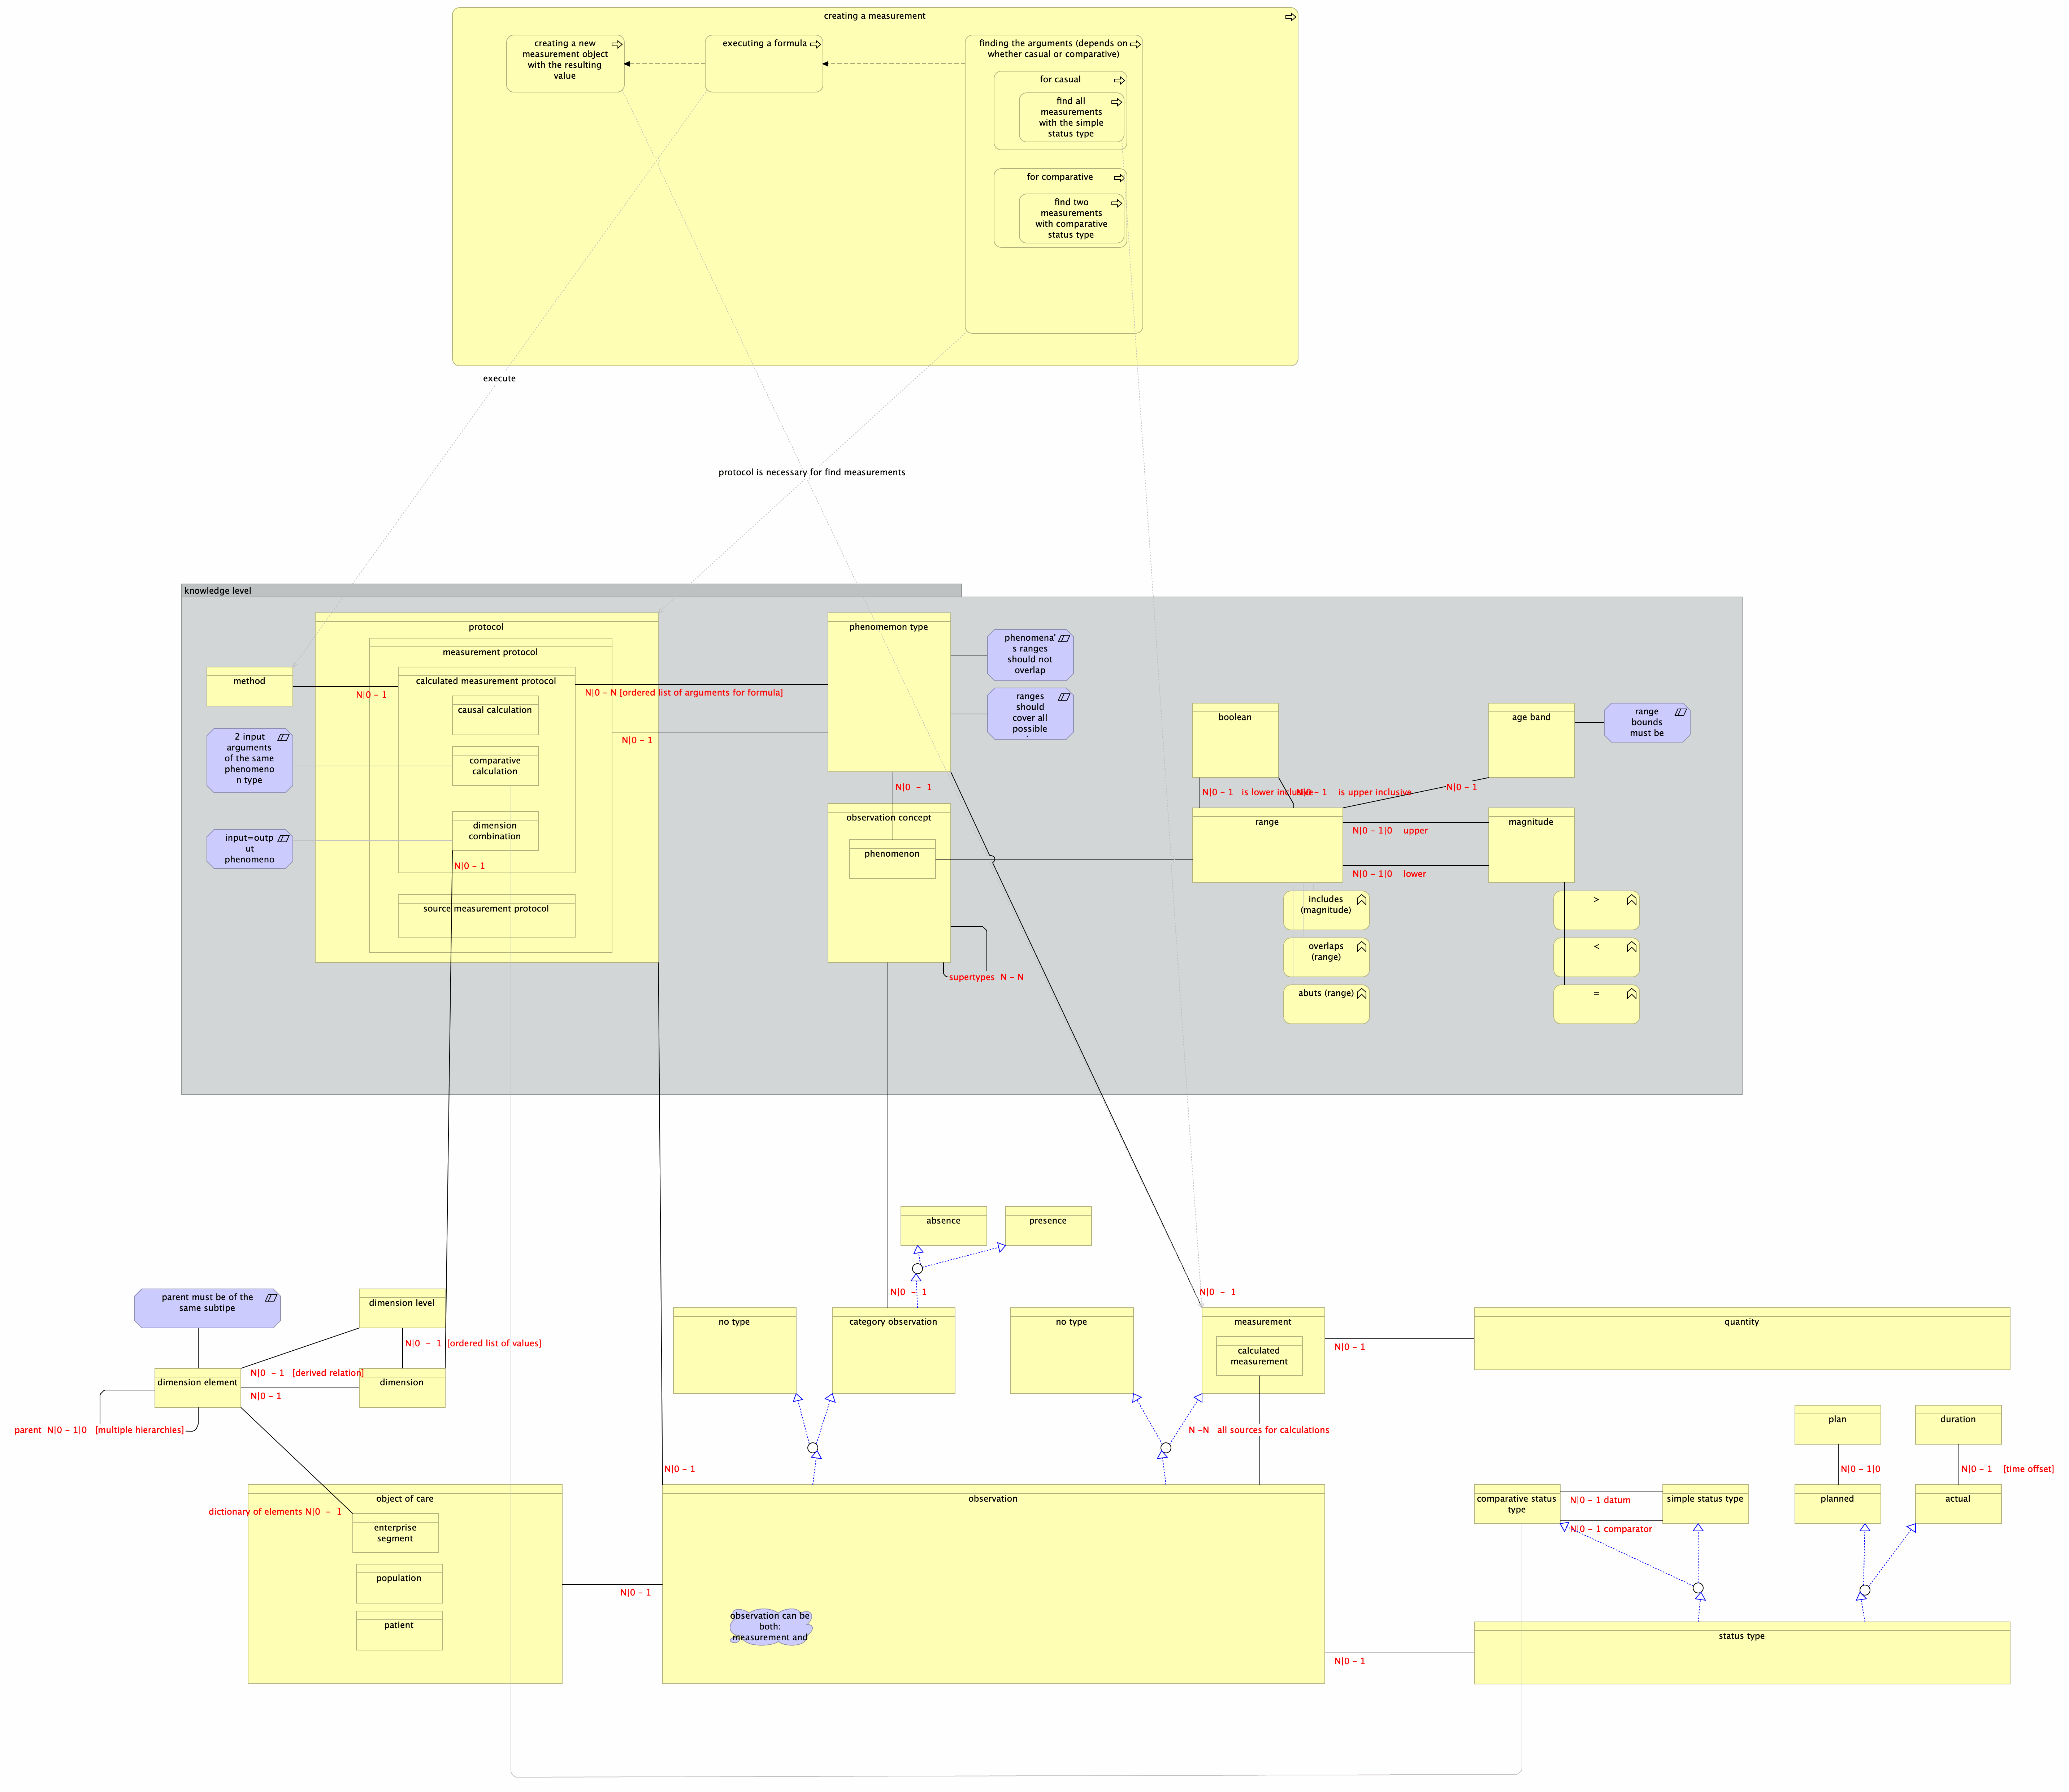 creating a measurement
creating a new
measurement object
with the resulting
value
executing a formula
finding the arguments (depends on
whether casual or comparative)
for casual
find all
measurements
with the simple
status type
for comparative
find two
measurements
with comparative
status type
execute
protocol is necessary for find measurements
knowledge level
protocol
measurement protocol
calculated measurement protocol
causal calculation
comparative
calculation
dimension
combination
N|0 - 1
source measurement protocol
method
N|0 - 1
2 input
arguments
of the same
phenomeno
n type
input=outp
ut
phenomeno
N|0 - N [ordered list of arguments for formula]
N|0 - 1
phenomemon type
phenomena'
s ranges
should not
overlap
ranges
should
cover all
possible
N|0 - 1
observation concept
phenomenon
supertypes N - N
boolean
age band
range
bounds
must be
N|0 - 1 is lower inclusive
N|0 - 1 is upper inclusive
N|0 - 1
range
N|0 - 1|0 upper
N|0 - 1|0 lower
magnitude
includes
(magnitude)
overlaps
(range)
abuts (range)
>
<
=
absence
presence
N|0 - 1
N|0 - 1
parent must be of the
same subtipe
dimension level
N|0 - 1 [ordered list of values]
dimension element
N|0 - 1 [derived relation]
dimension
N|0 - 1
parent N|0 - 1|0 [multiple hierarchies]
no type
category observation
no type
measurement
calculated
measurement
N|0 - 1
quantity
N -N all sources for calculations
plan
duration
N|0 - 1|0
N|0 - 1 [time offset]
N|0 - 1
object of care
dictionary of elements N|0 - 1
enterprise
segment
population
patient
N|0 - 1
observation
observation can be
both:
measurement and
comparative status
type
N|0 - 1 datum
N|0 - 1 comparator
simple status type
planned
actual
N|0 - 1
status type